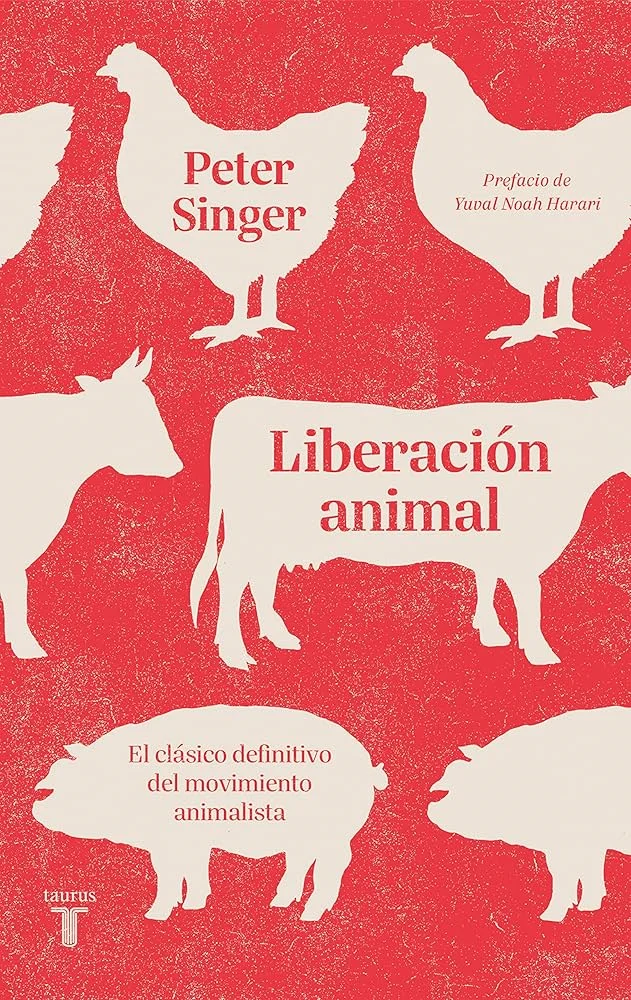 Peter
Singer
Prefacio de
Yuval Noah Harari
Liberación
animal
El clásico definitivo
del movimiento
animalista
taurus